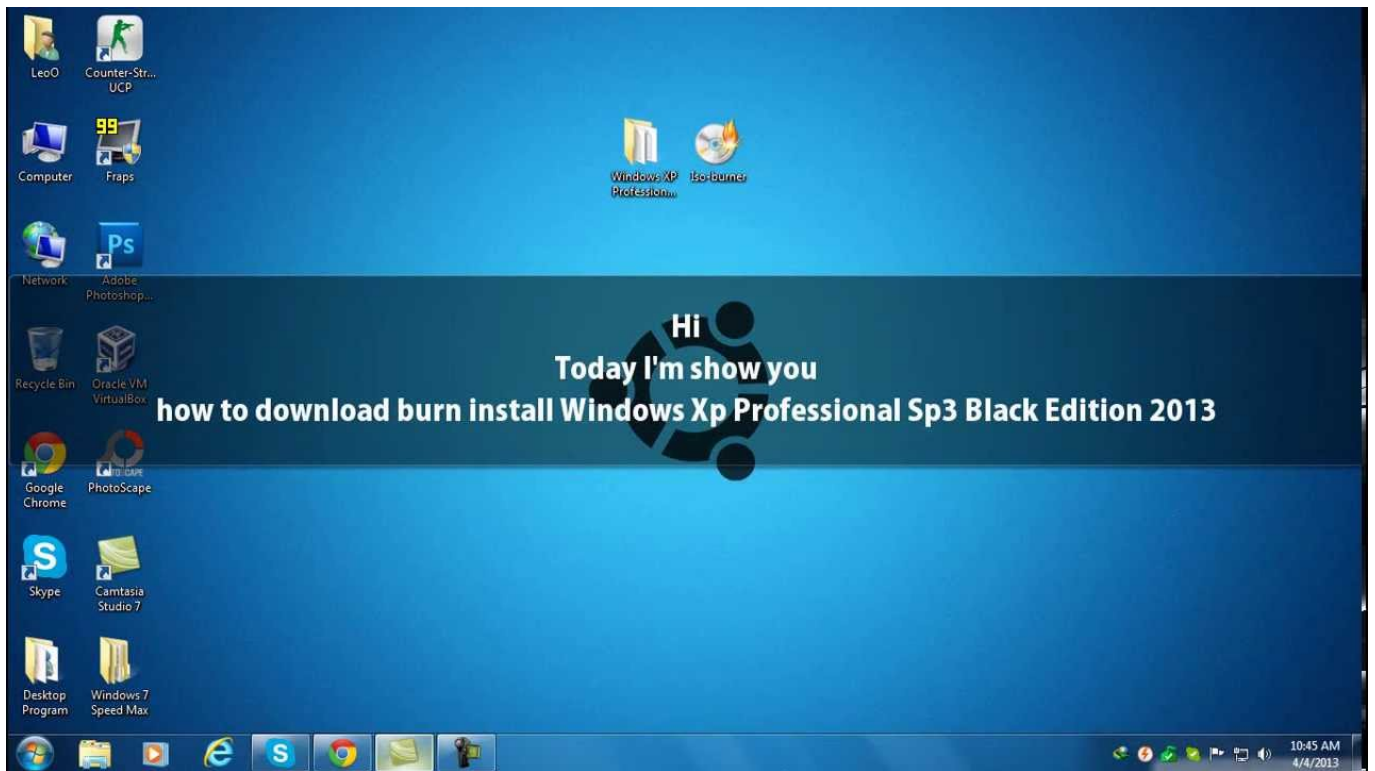 LeoO
Counter-Str...
UCP
99
Computer
Fraps
Windows XP
Profession...
Iso-burner
Network
Ps
Adobe
Photoshop...
Hi
Today I'm show you
how to download burn install Windows Xp Professional Sp3 Black Edition 2013
Recycle Bin
Oracle VM
VirtualBox
Google
Chrome
PhotoScape
S
Skype
Camtasia
Studio 7
Desktop
Program
Windows 7
Speed Max
S
10:45 AM
4/4/2013